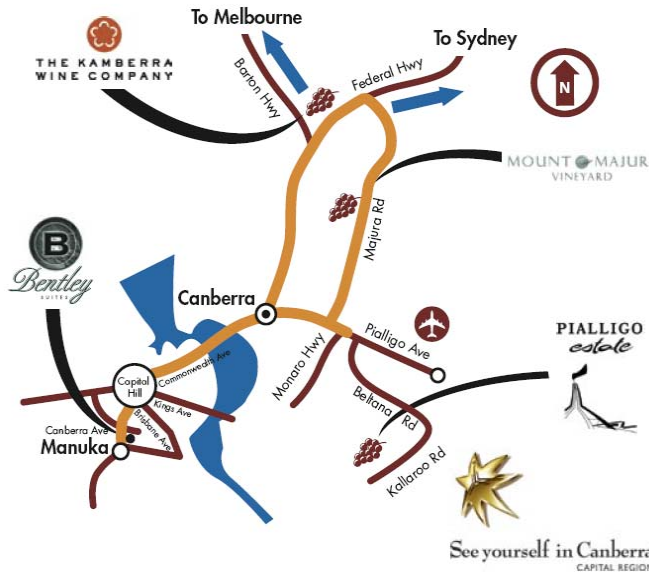 To Melbourne
To Sydney
THE KAMBERRA
WINE COMPANY
Barton Hwy
Federal Hwy
N
MOUNT MAJUR
VINEYARD
Majura Rd
B
Bentley
SUITES
Canberra
PIALLIGO
estate
Pialligo Ave
Monaro Hwy
Commonwealth Ave
Capitol
Hill
Kings Ave
Beltana Rd
Brisbane Ave
Canberra Ave
Manuka
Kallaroo Rd
See yourself in Canberra
CAPITAL REGION